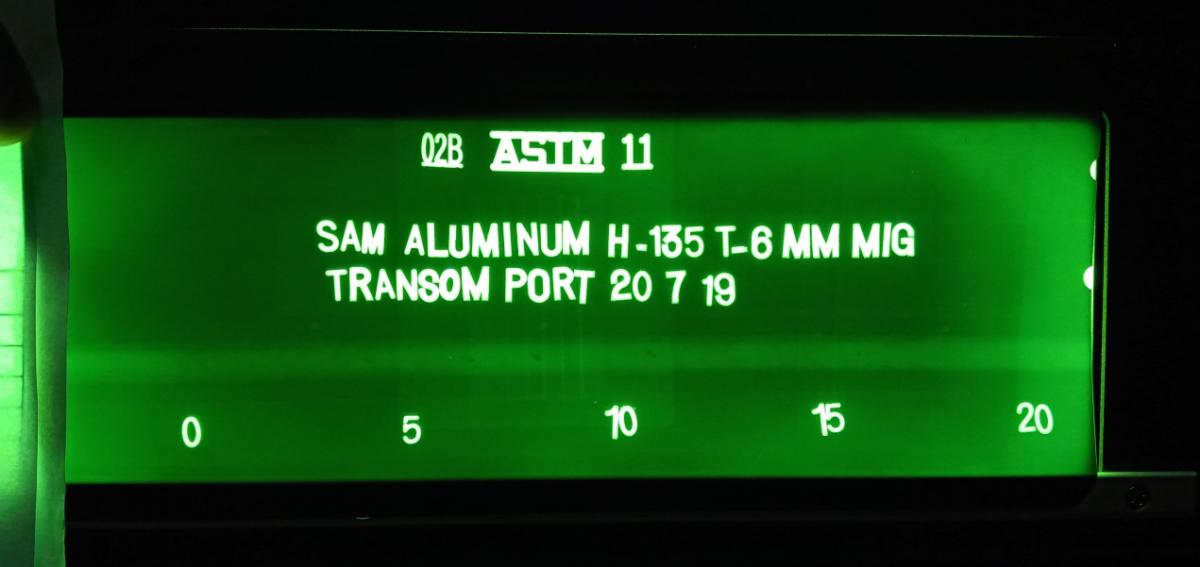 02B ASTM 11
SAM ALUMINUM H-135 T-6 MM MIG
TRANSOM PORT 20 7 19
0 5 10 15 20